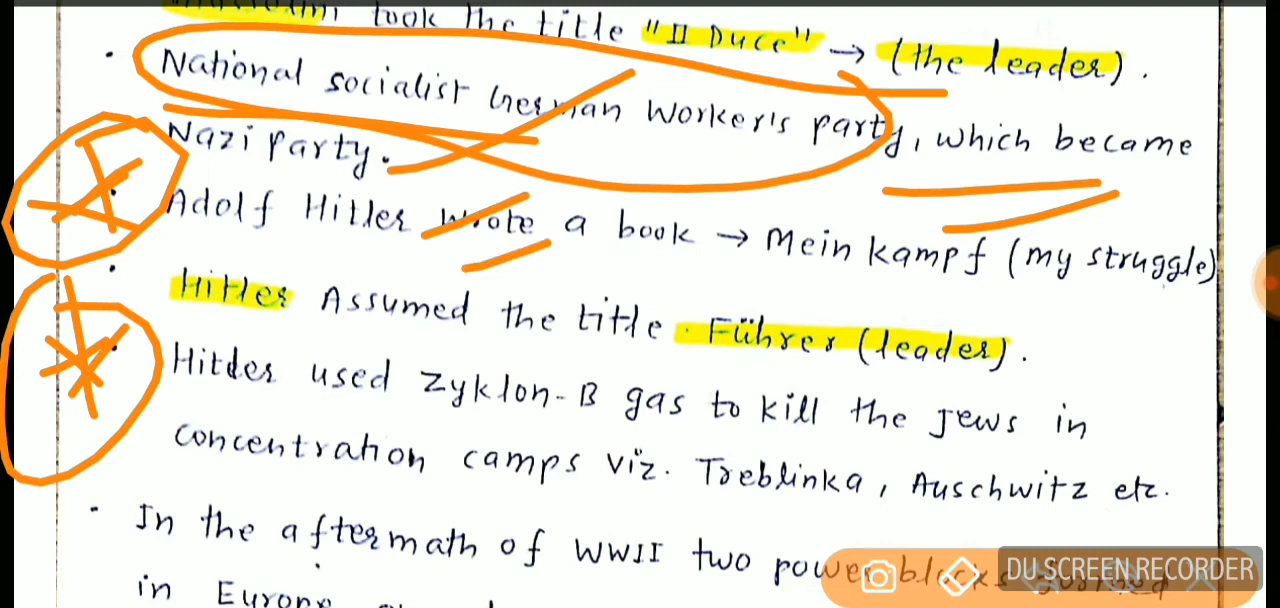 took the title "Il Duce" → (the leader).
• National socialist German Worker's party, which became
Nazi Party.
• Adolf Hitler wrote a book → Mein kampf (my struggle)
• Hitler Assumed the title Führer (leader).
• Hitler used Zyklon-B gas to kill the Jews in
concentration camps viz. Treblinka, Auschwitz etc.
• In the aftermath of WWII two power blocks
in Europe
DU SCREEN RECORDER